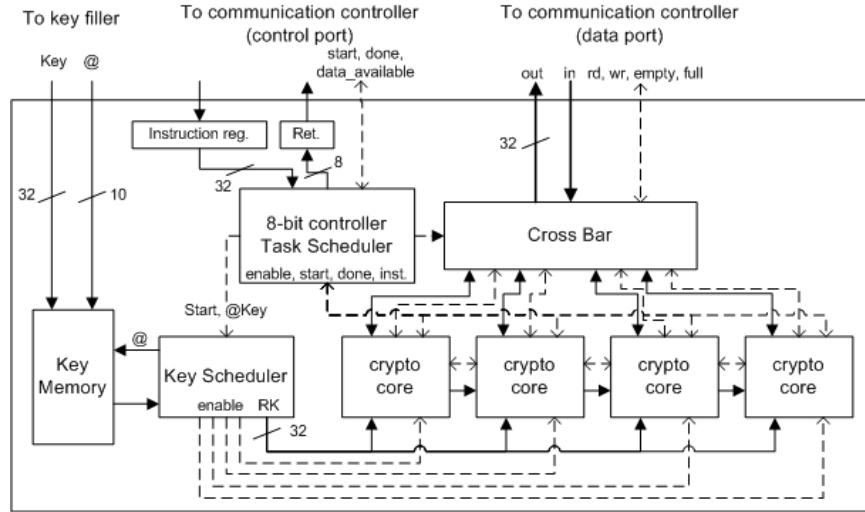 To key filler
To communication controller
(control port)
To communication controller
(data port)
Key
@
start, done,
data_available
out
in
rd, wr, empty, full
Instruction reg.
Ret.
32
8
32
32
10
8-bit controller
Task Scheduler
enable, start, done, inst.
Cross Bar
Start, @Key
Key
Memory
@
Key Scheduler
enable
RK
32
crypto
core
crypto
core
crypto
core
crypto
core